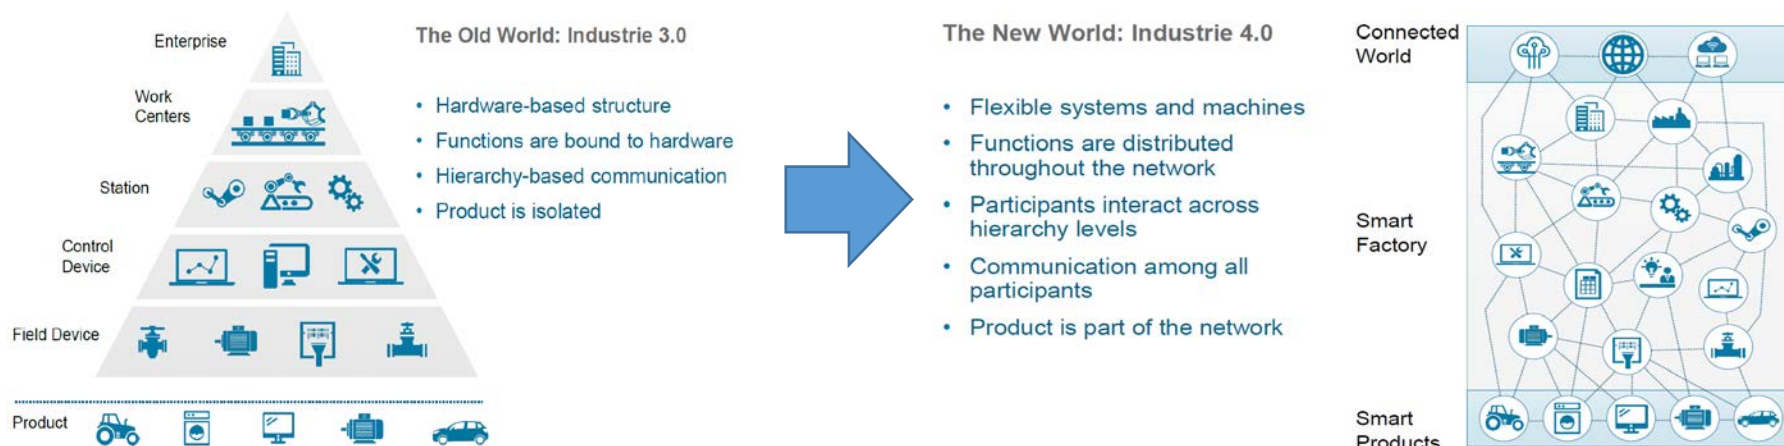 Enterprise
Work
Centers
Station
Control
Device
Field Device
Product
The Old World: Industrie 3.0
• Hardware-based structure
• Functions are bound to hardware
• Hierarchy-based communication
• Product is isolated
The New World: Industrie 4.0
• Flexible systems and machines
• Functions are distributed
throughout the network
• Participants interact across
hierarchy levels
• Communication among all
participants
• Product is part of the network
Connected
World
Smart
Factory
Smart
Products